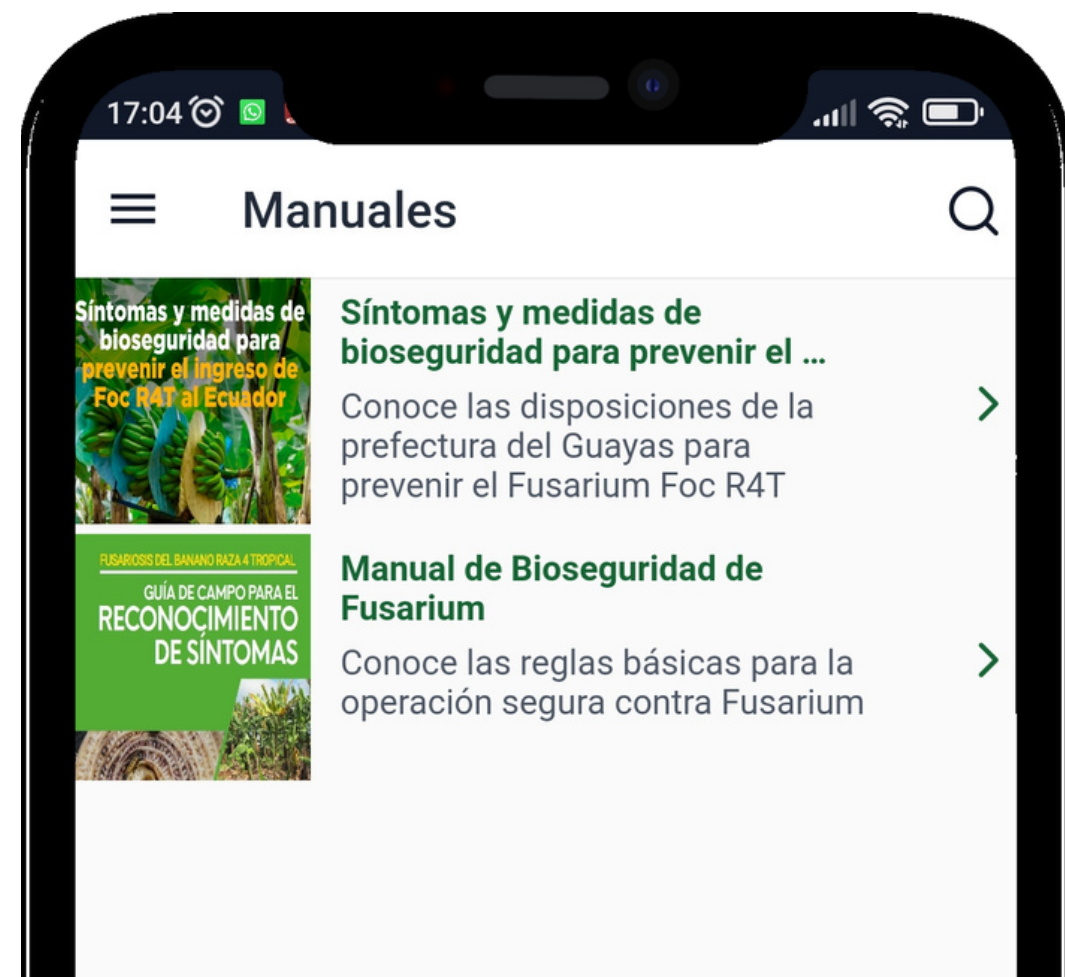 17:04
Manuales
Síntomas y medidas de
bioseguridad para
prevenir el ingreso de
Foc R4T al Ecuador
Síntomas y medidas de
bioseguridad para prevenir el ...
Conoce las disposiciones de la
prefectura del Guayas para
prevenir el Fusarium Foc R4T
FUSARIOSIS DEL BANANO RAZA 4 TROPICAL
GUÍA DE CAMPO PARA EL
RECONOCIMIENTO
DE SÍNTOMAS
Manual de Bioseguridad de
Fusarium
Conoce las reglas básicas para la
operación segura contra Fusarium